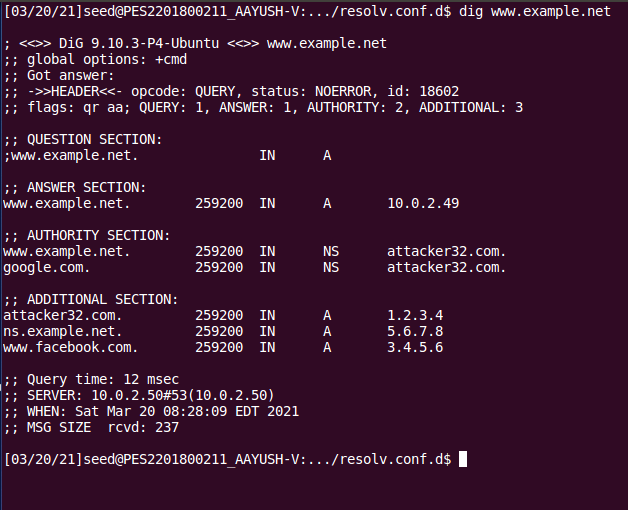 [03/20/21]seed@PES2201800211_AAYUSH-V:.../resolv.conf.d$ dig www.example.net
; <<>> DiG 9.10.3-P4-Ubuntu <<>> www.example.net
;; global options: +cmd
;; Got answer:
;; ->>HEADER<<- opcode: QUERY, status: NOERROR, id: 18602
;; flags: qr aa; QUERY: 1, ANSWER: 1, AUTHORITY: 2, ADDITIONAL: 3
;; QUESTION SECTION:
;www.example.net. IN A
;; ANSWER SECTION:
www.example.net. 259200 IN A 10.0.2.49
;; AUTHORITY SECTION:
www.example.net. 259200 IN NS attacker32.com.
google.com. 259200 IN NS attacker32.com.
;; ADDITIONAL SECTION:
attacker32.com. 259200 IN A 1.2.3.4
ns.example.net. 259200 IN A 5.6.7.8
www.facebook.com. 259200 IN A 3.4.5.6
;; Query time: 12 msec
;; SERVER: 10.0.2.50#53(10.0.2.50)
;; WHEN: Sat Mar 20 08:28:09 EDT 2021
;; MSG SIZE rcvd: 237
[03/20/21]seed@PES2201800211_AAYUSH-V:.../resolv.conf.d$